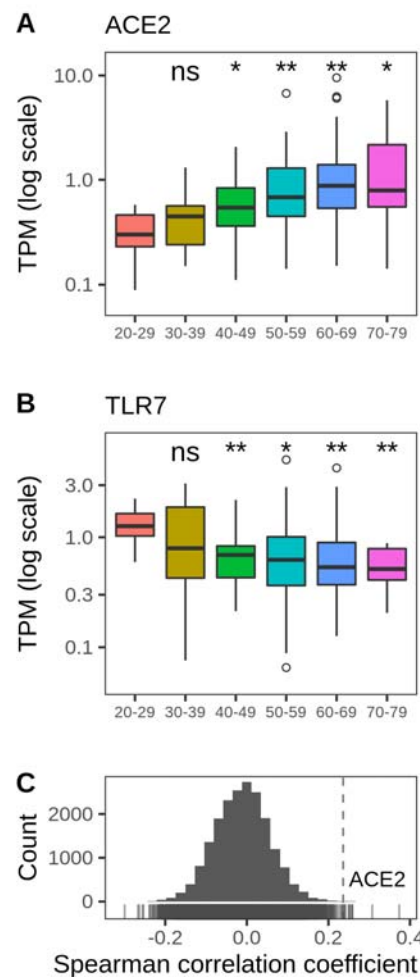 A ACE2
ns * ** ** *
TPM (log scale)
10.0
1.0
0.1
20-29 30-39 40-49 50-59 60-69 70-79
B TLR7
ns ** * ** **
TPM (log scale)
3.0
1.0
0.3
0.1
20-29 30-39 40-49 50-59 60-69 70-79
C
Count
2000
1000
0
ACE2
-0.2 0.0 0.2 0.4
Spearman correlation coefficient